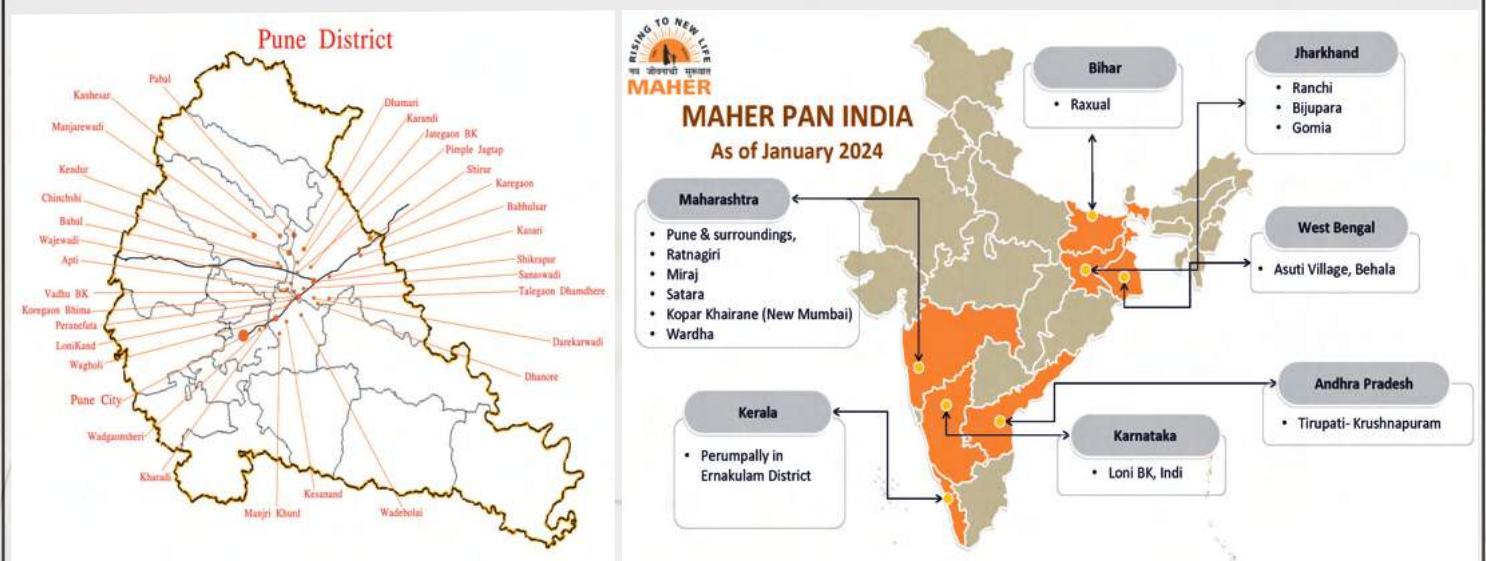 Pune District
Pabal
Kanhesar
Manjarewadi
Kendur
Chinchshi
Bahal
Wajewadi
Apti
Vadhu BK
Koregaon Bhima
Peranefata
LoniKand
Wagholi
Pune City
Wadgaonsheri
Kharadi
Manjri Khurd
Kesanand
Wadebolai
Dhamari
Karandi
Jategaon BK
Pimple Jagtap
Shirur
Karegaon
Babhulsar
Kasari
Shikrapur
Sanaswadi
Talegaon Dhamdhere
Darekarwadi
Dhanore
RISING TO NEW LIFE
नव जीवनाची सुरुवात
MAHER
MAHER PAN INDIA
As of January 2024
Maharashtra
• Pune & surroundings,
• Ratnagiri
• Miraj
• Satara
• Kopar Khairane (New Mumbai)
• Wardha
Kerala
• Perumpally in
Ernakulam District
Bihar
• Raxual
Jharkhand
• Ranchi
• Bijupara
• Gomia
West Bengal
• Asuti Village, Behala
Andhra Pradesh
• Tirupati- Krushnapuram
Karnataka
• Loni BK, Indi